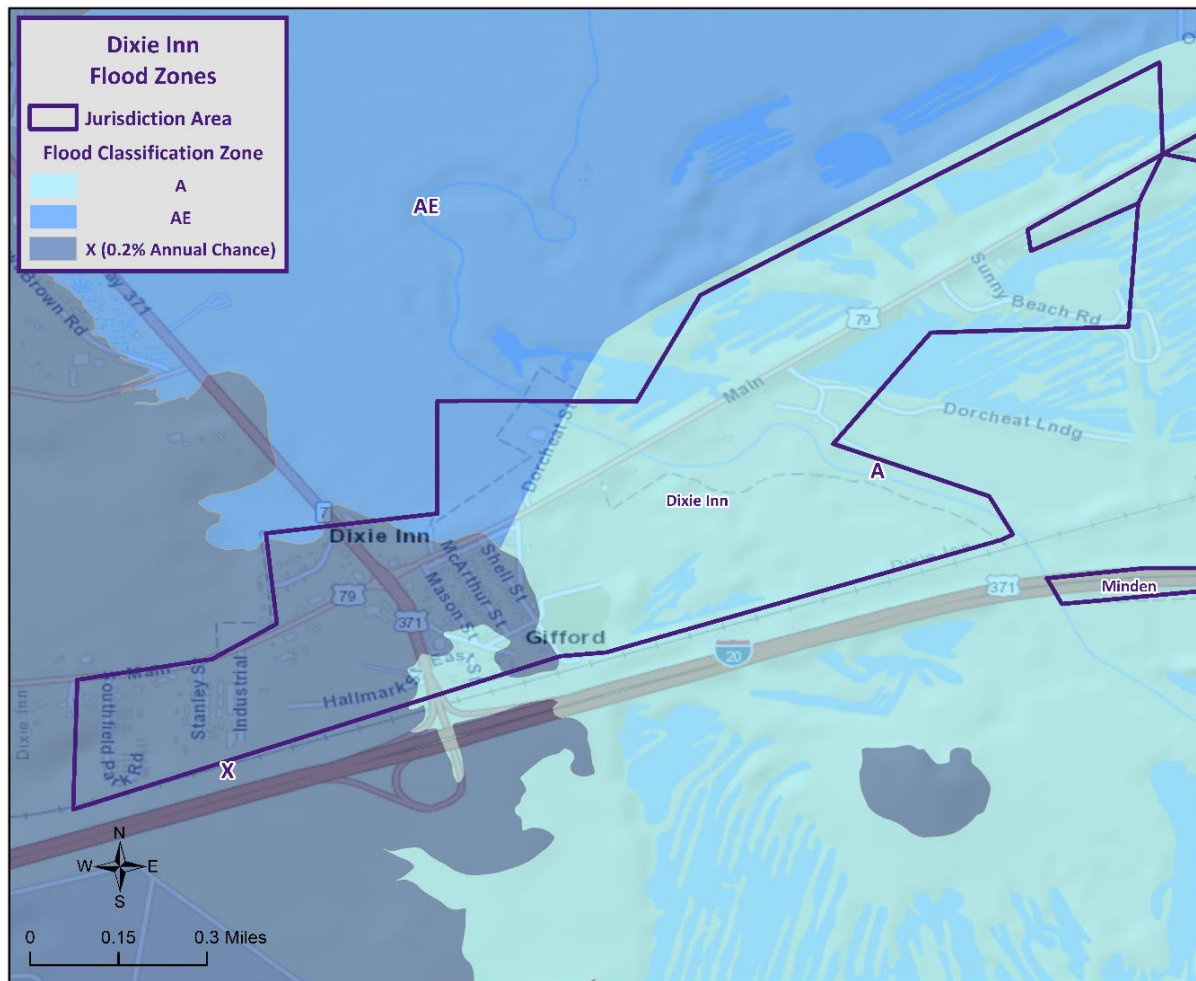 Dixie Inn
Flood Zones
Jurisdiction Area
Flood Classification Zone
A
AE
X (0.2% Annual Chance)
371
Brown Rd
AE
79
Sunny Beach Rd
Main
Dorcheat Lndg
Dorcheat St
A
Dixie Inn
7
Dixie Inn
Shell St
McArthur St
Mason St
79
371
Gifford
East St
Dixie Inn
371
Minden
20
Main
Hallmark
Stanley S
Industrial
Southfield Park Rd
Dixie Inn
X
N
W E
S
0 0.15 0.3 Miles